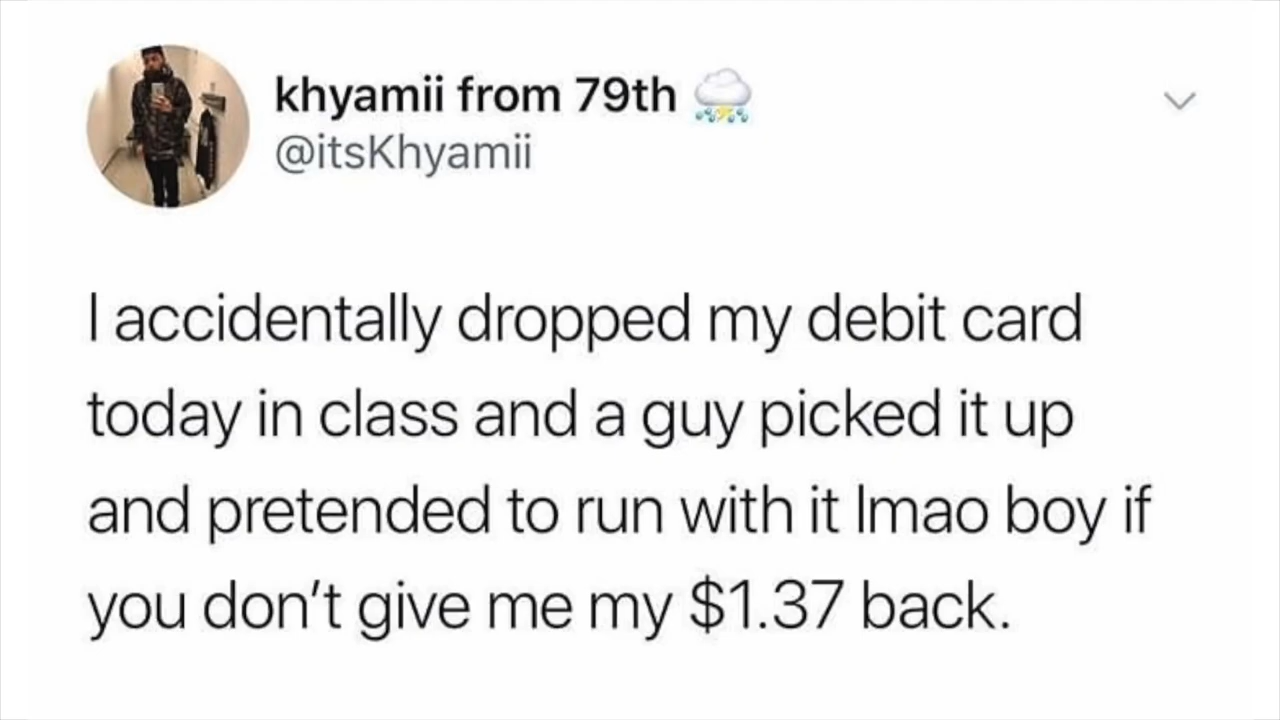 khyamii from 79th ⛈️
@itsKhyamii
I accidentally dropped my debit card
today in class and a guy picked it up
and pretended to run with it lmao boy if
you don’t give me my $1.37 back.